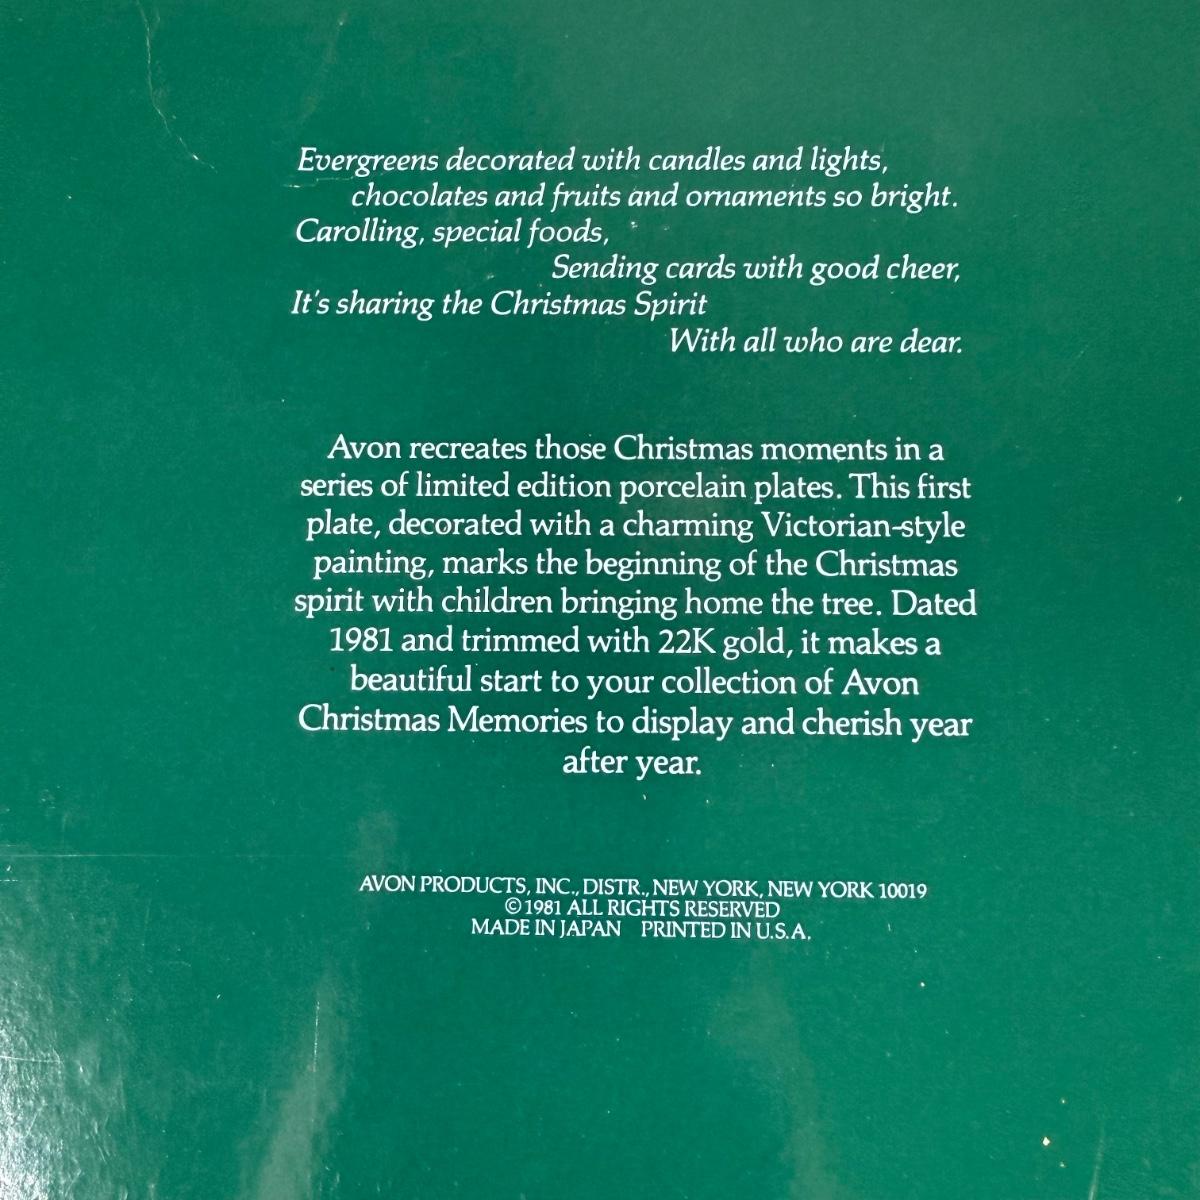 Evergreens decorated with candles and lights,
chocolates and fruits and ornaments so bright.
Carolling, special foods,
Sending cards with good cheer,
It's sharing the Christmas Spirit
With all who are dear.
Avon recreates those Christmas moments in a
series of limited edition porcelain plates. This first
plate, decorated with a charming Victorian-style
painting, marks the beginning of the Christmas
spirit with children bringing home the tree. Dated
1981 and trimmed with 22K gold, it makes a
beautiful start to your collection of Avon
Christmas Memories to display and cherish year
after year.
AVON PRODUCTS, INC., DISTR., NEW YORK, NEW YORK 10019
©1981 ALL RIGHTS RESERVED
MADE IN JAPAN PRINTED IN U.S.A.